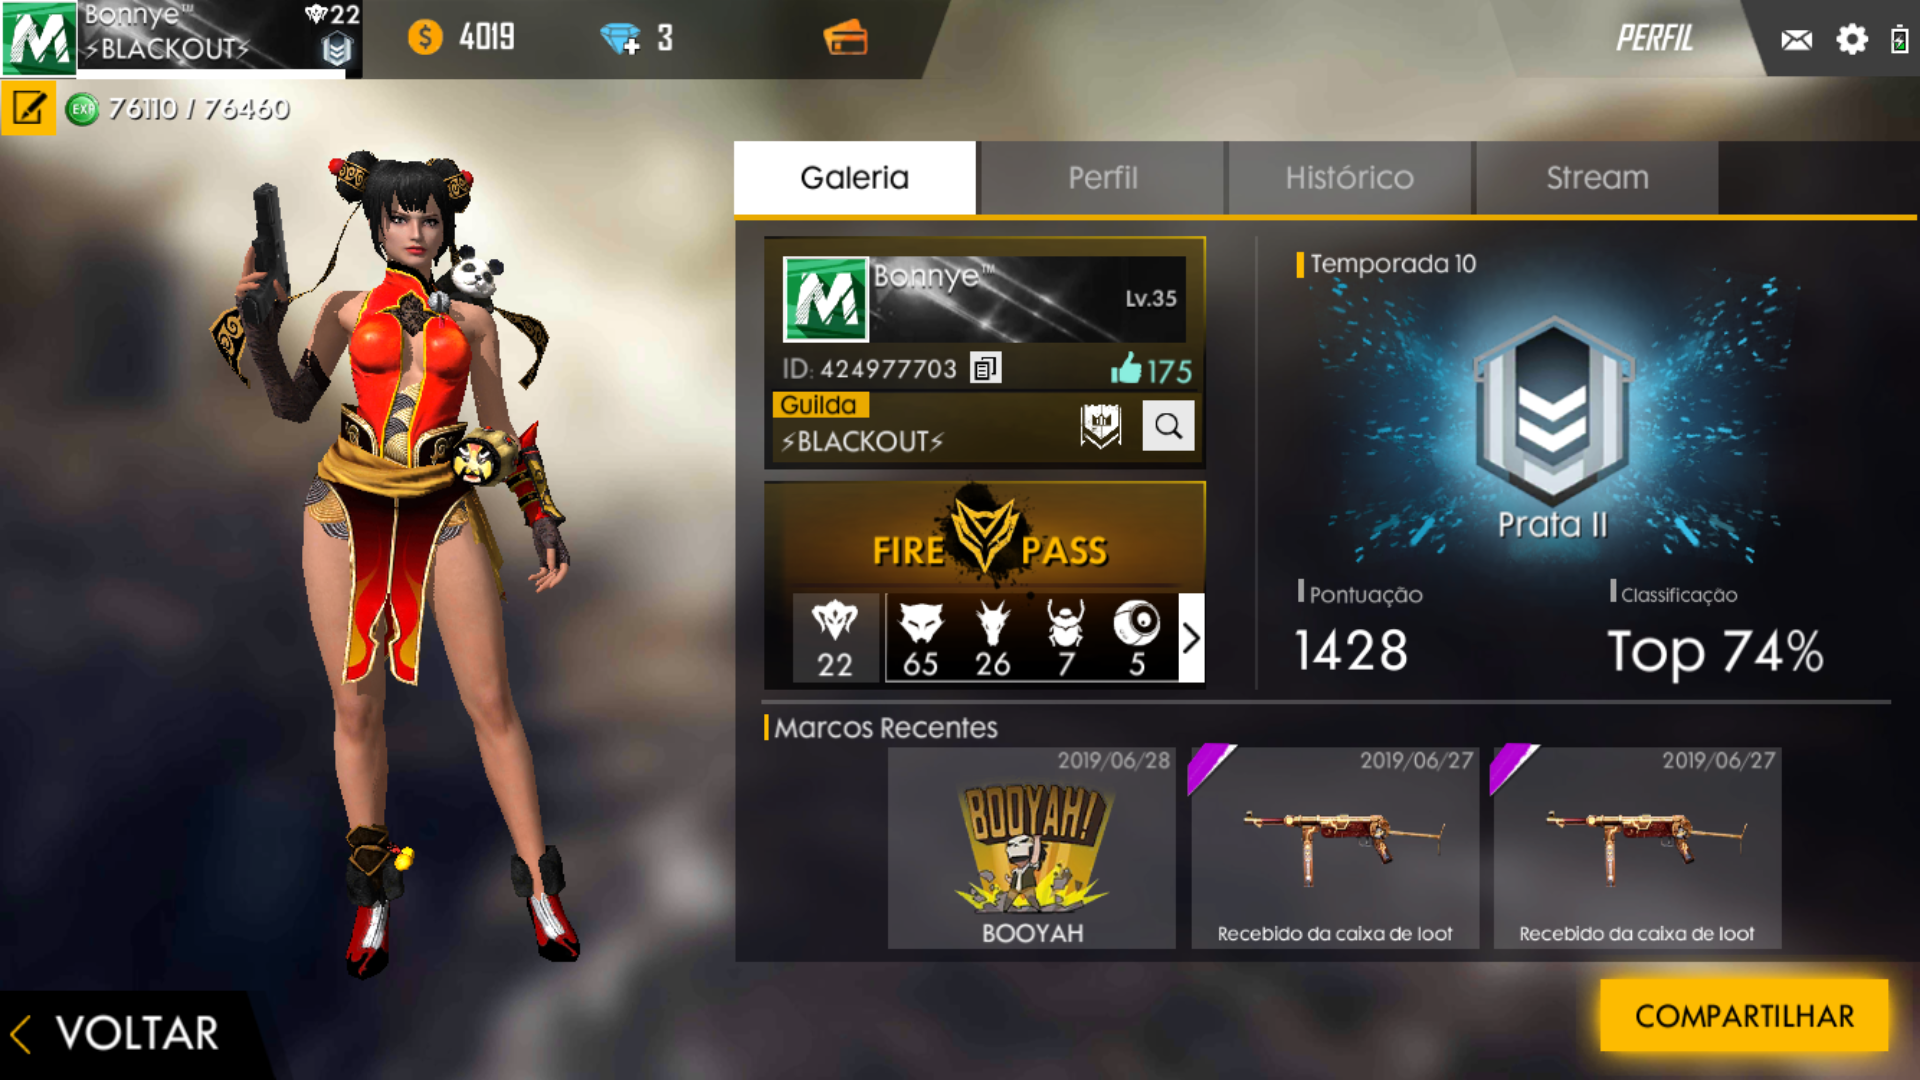 Bonnye™
22
⚡BLACKOUT⚡
4019
3
PERFIL
EXP 76110 / 76460
Galeria
Perfil
Histórico
Stream
Bonnye™
Lv.35
ID: 424977703
175
Guilda
⚡BLACKOUT⚡
FIRE PASS
22
65
26
7
5
Temporada 10
Prata II
Pontuação
Classificação
1428
Top 74%
Marcos Recentes
2019/06/28
BOOYAH!
BOOYAH
2019/06/27
Recebido da caixa de loot
2019/06/27
Recebido da caixa de loot
VOLTAR
COMPARTILHAR